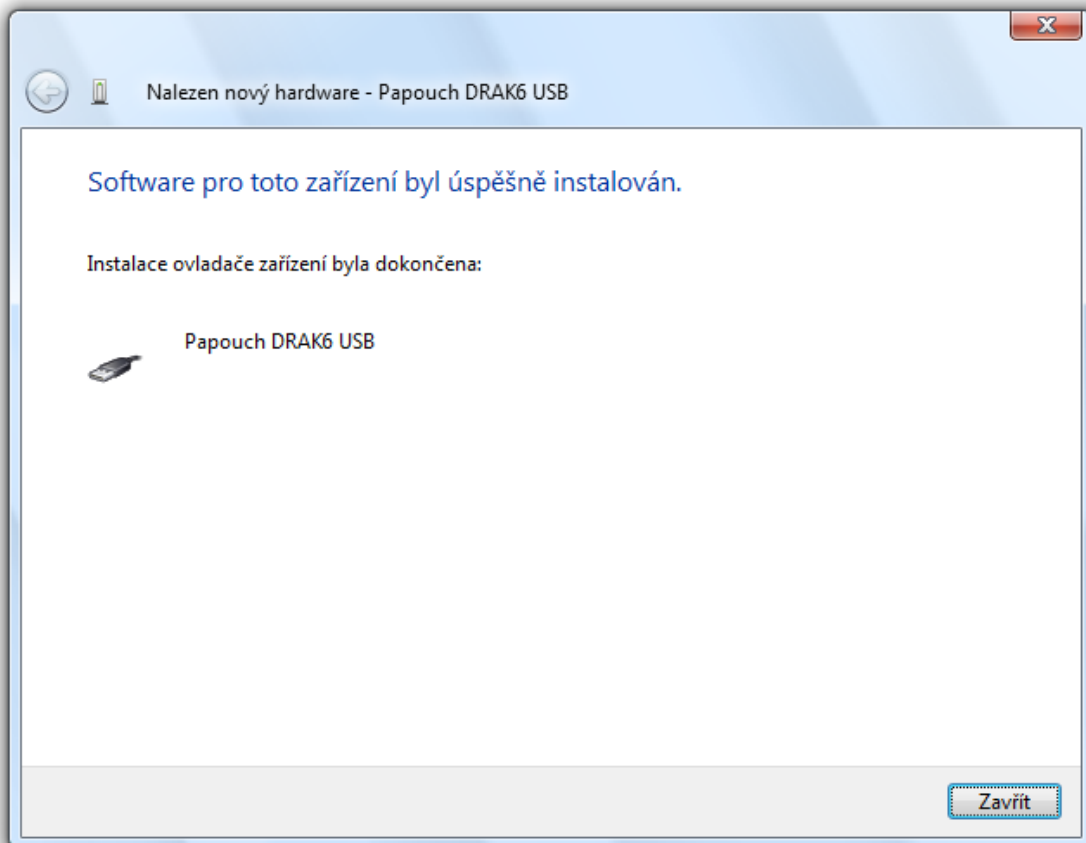 Nalezen nový hardware - Papouch DRAK6 USB
Software pro toto zařízení byl úspěšně instalován.
Instalace ovladače zařízení byla dokončena:
Papouch DRAK6 USB
Zavřít